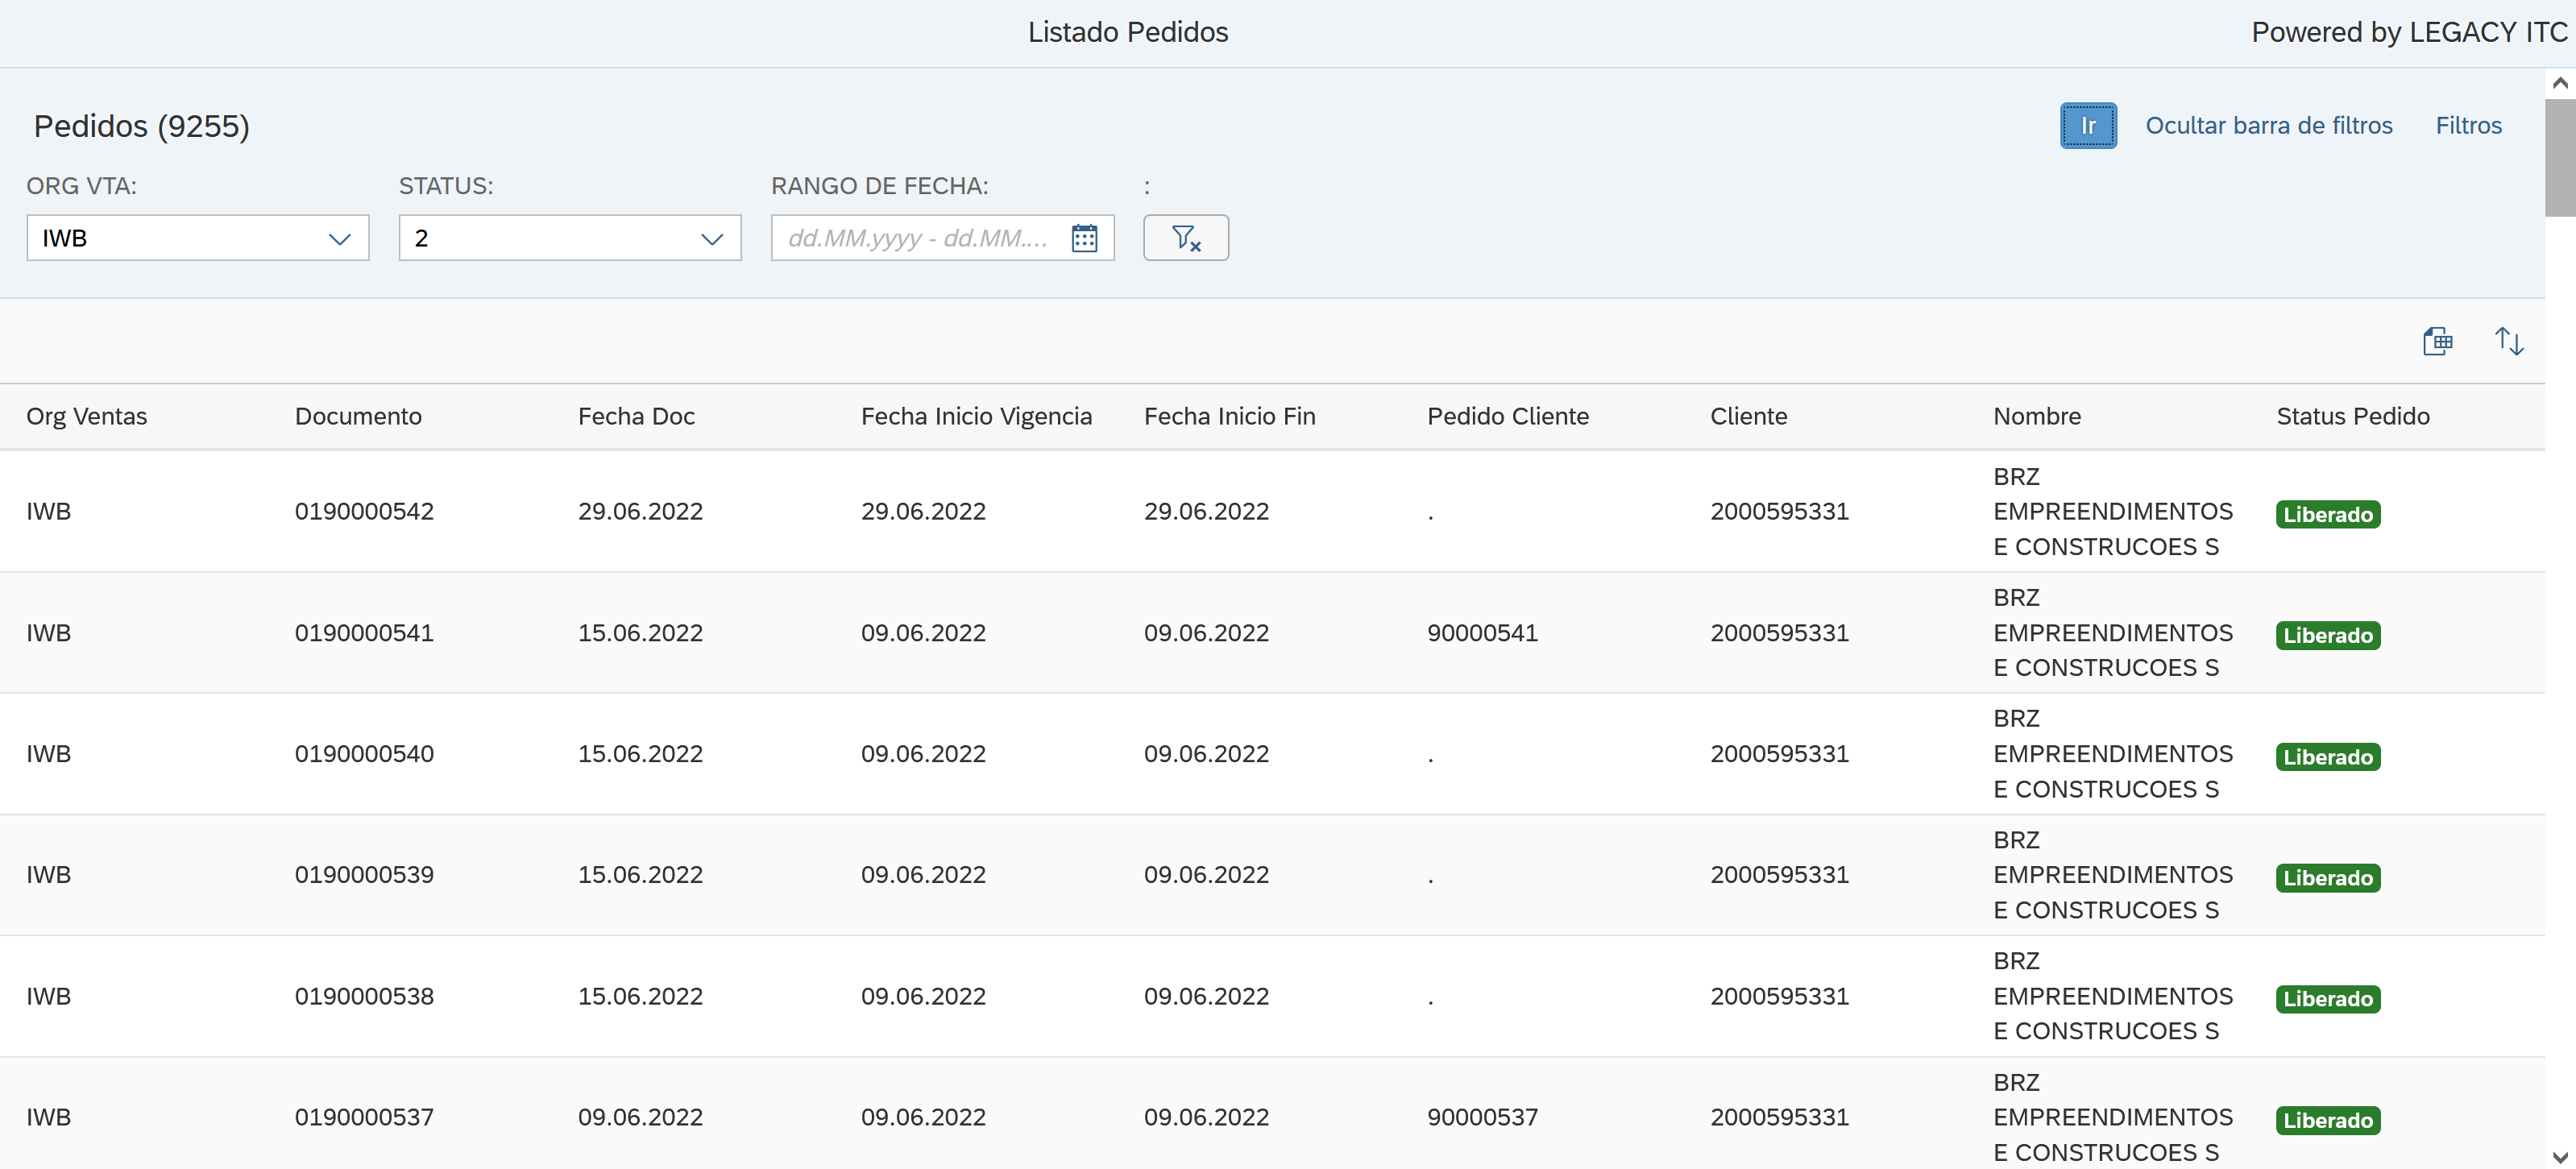 Listado Pedidos
Powered by LEGACY ITC
Pedidos (9255)
Ir
Ocultar barra de filtros
Filtros
ORG VTA:
STATUS:
RANGO DE FECHA:
:
IWB
2
dd.MM.yyyy - dd.MM....
Org Ventas Documento Fecha Doc Fecha Inicio Vigencia Fecha Inicio Fin Pedido Cliente Cliente Nombre Status Pedido
IWB 0190000542 29.06.2022 29.06.2022 29.06.2022 . 2000595331 BRZ
EMPREENDIMENTOS
E CONSTRUCOES S
Liberado
IWB 0190000541 15.06.2022 09.06.2022 09.06.2022 90000541 2000595331 BRZ
EMPREENDIMENTOS
E CONSTRUCOES S
Liberado
IWB 0190000540 15.06.2022 09.06.2022 09.06.2022 . 2000595331 BRZ
EMPREENDIMENTOS
E CONSTRUCOES S
Liberado
IWB 0190000539 15.06.2022 09.06.2022 09.06.2022 . 2000595331 BRZ
EMPREENDIMENTOS
E CONSTRUCOES S
Liberado
IWB 0190000538 15.06.2022 09.06.2022 09.06.2022 . 2000595331 BRZ
EMPREENDIMENTOS
E CONSTRUCOES S
Liberado
IWB 0190000537 09.06.2022 09.06.2022 09.06.2022 90000537 2000595331 BRZ
EMPREENDIMENTOS
E CONSTRUCOES S
Liberado